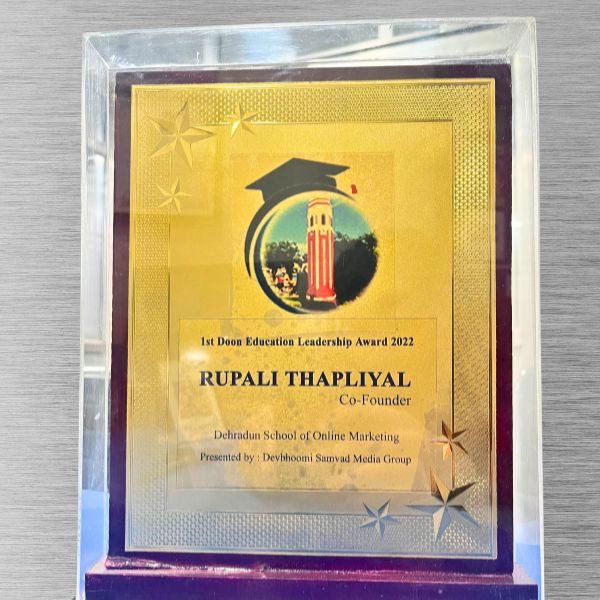 1st Doon Education Leadership Award 2022
RUPALI THAPLIYAL
Co-Founder
Dehradun School of Online Marketing
Presented by : Devbhoomi Samvad Media Group